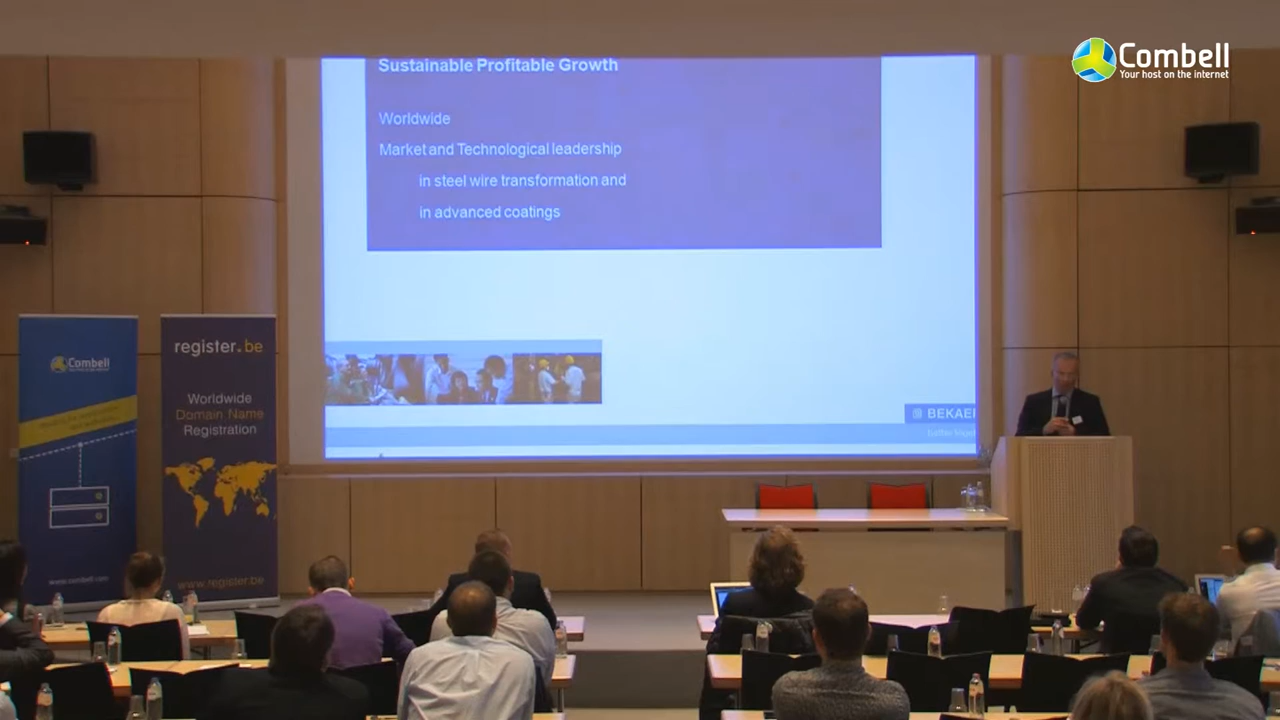 Combell
Your host on the internet
Sustainable Profitable Growth
Worldwide
Market and Technological leadership
in steel wire transformation and
in advanced coatings
BEKAE
Combell
register.be
Worldwide
Domain Name
Registration
www.combell.com
www.register.be